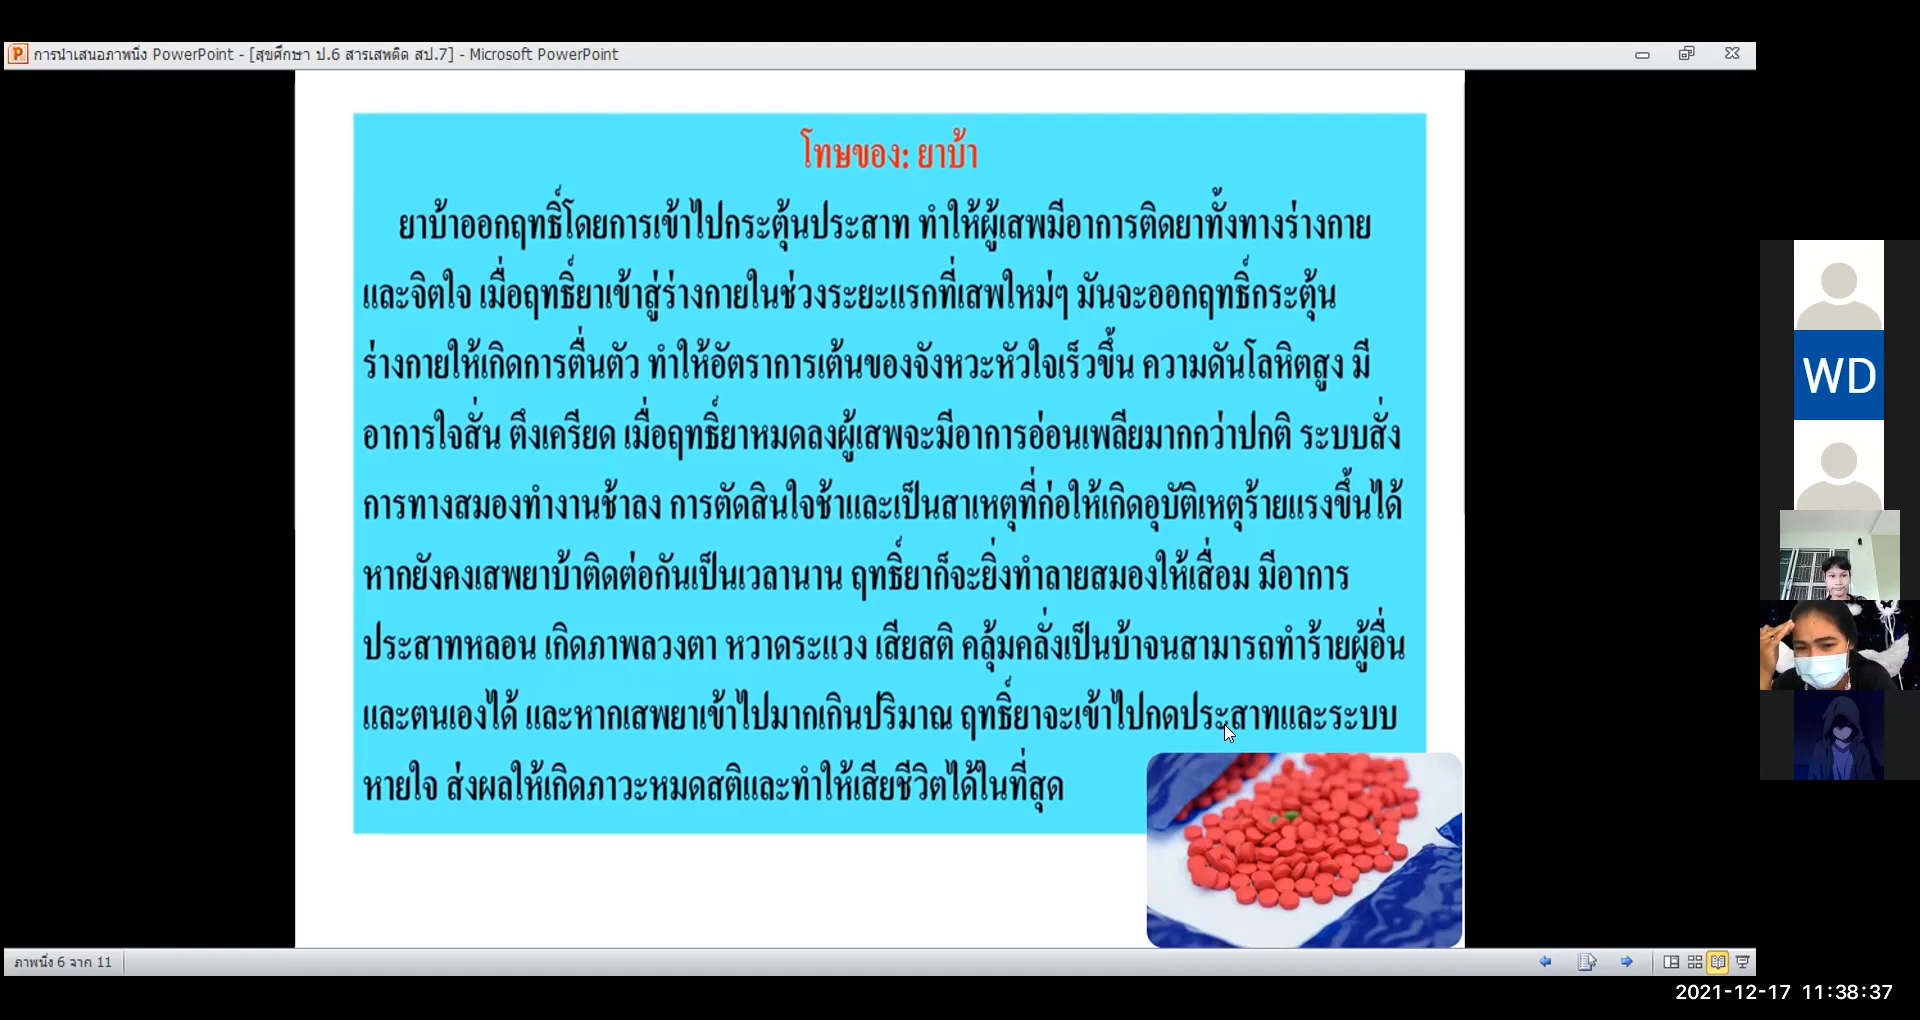 การนำเสนอภาพนิ่ง PowerPoint - [สุขศึกษา ป.6 สารเสพติด สป.7] - Microsoft PowerPoint
โทษของ: ยาบ้า
ยาบ้าออกฤทธิ์โดยการเข้าไปกระตุ้นประสาท ทำให้ผู้เสพมีอาการติดยาทั้งทางร่างกาย
และจิตใจ เมื่อฤทธิ์ยาเข้าสู่ร่างกายในช่วงระยะแรกที่เสพใหม่ๆ มันจะออกฤทธิ์กระตุ้น
ร่างกายให้เกิดการตื่นตัว ทำให้อัตราการเต้นของจังหวะหัวใจเร็วขึ้น ความดันโลหิตสูง มี
อาการใจสั่น ตึงเครียด เมื่อฤทธิ์ยาหมดลงผู้เสพจะมีอาการอ่อนเพลียมากกว่าปกติ ระบบสั่ง
การทางสมองทำงานช้าลง การตัดสินใจช้าและเป็นสาเหตุที่ก่อให้เกิดอุบัติเหตุร้ายแรงขึ้นได้
หากยังคงเสพยาบ้าติดต่อกันเป็นเวลานาน ฤทธิ์ยาก็จะยิ่งทำลายสมองให้เสื่อม มีอาการ
ประสาทหลอน เกิดภาพลวงตา หวาดระแวง เสียสติ คลุ้มคลั่งเป็นบ้าจนสามารถทำร้ายผู้อื่น
และตนเองได้ และหากเสพยาเข้าไปมากเกินปริมาณ ฤทธิ์ยาจะเข้าไปกดประสาทและระบบ
หายใจ ส่งผลให้เกิดภาวะหมดสติและทำให้เสียชีวิตได้ในที่สุด
WD
ภาพนิ่ง 6 จาก 11
2021-12-17 11:38:37